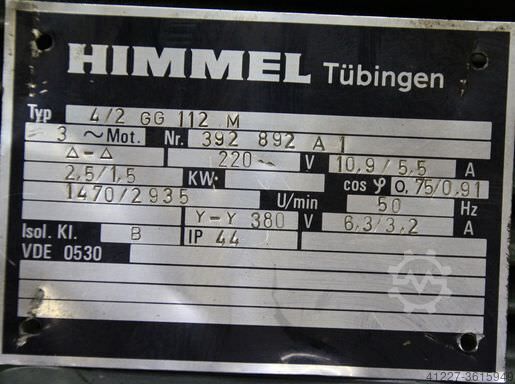 HIMMEL Tübingen
Typ 4/2 GG 112 M
3 ~ Mot. Nr. 392 892 A 1
Δ-Δ 220 ~ V 10,9/5,5 A
2,5/1,5 KW cos φ 0,75/0,91
1470/2935 U/min 50 Hz
Y-Y 380 V 6,3/3,2 A
Isol. Kl. B IP 44
VDE 0530
41227-3615949